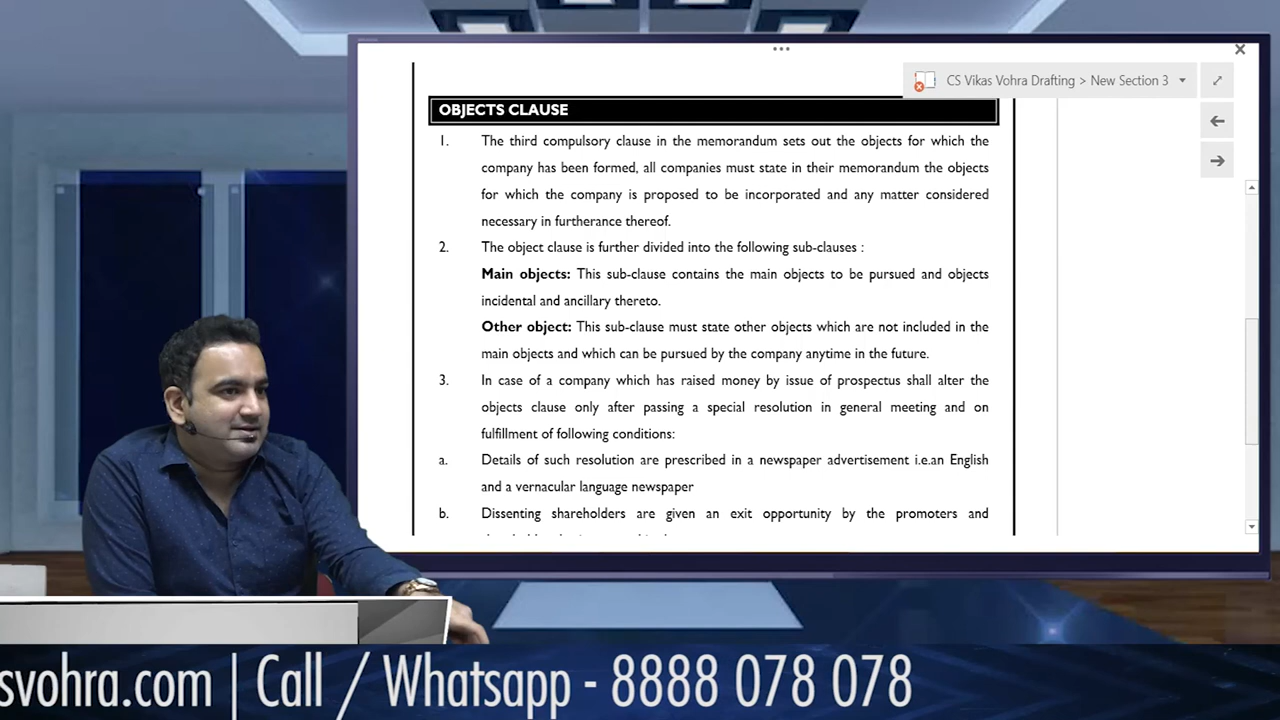 CS Vikas Vohra Drafting > New Section 3
OBJECTS CLAUSE
1. The third compulsory clause in the memorandum sets out the objects for which the
company has been formed, all companies must state in their memorandum the objects
for which the company is proposed to be incorporated and any matter considered
necessary in furtherance thereof.
2. The object clause is further divided into the following sub-clauses :
Main objects: This sub-clause contains the main objects to be pursued and objects
incidental and ancillary thereto.
Other object: This sub-clause must state other objects which are not included in the
main objects and which can be pursued by the company anytime in the future.
3. In case of a company which has raised money by issue of prospectus shall alter the
objects clause only after passing a special resolution in general meeting and on
fulfillment of following conditions:
a. Details of such resolution are prescribed in a newspaper advertisement i.e.an English
and a vernacular language newspaper
b. Dissenting shareholders are given an exit opportunity by the promoters and
svohra.com | Call / Whatsapp - 8888 078 078